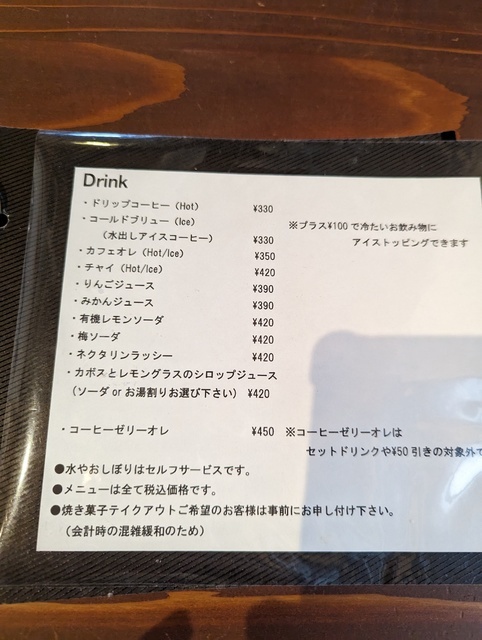 Drink
・ドリップコーヒー（Hot） ¥330
・コールドブリュー（Ice）
（水出しアイスコーヒー） ¥330
※プラス¥100で冷たいお飲み物に
アイストッピングできます
・カフェオレ（Hot/Ice） ¥350
・チャイ（Hot/Ice） ¥420
・りんごジュース ¥390
・みかんジュース ¥390
・有機レモンソーダ ¥420
・梅ソーダ ¥420
・ネクタリンラッシー ¥420
・カボスとレモングラスのシロップジュース
（ソーダ or お湯割りお選び下さい） ¥420
・コーヒーゼリーオレ ¥450 ※コーヒーゼリーオレは
セットドリンクや¥50引きの対象外で
●水やおしぼりはセルフサービスです。
●メニューは全て税込価格です。
●焼き菓子テイクアウトご希望のお客様は事前にお申し付け下さい。
（会計時の混雑緩和のため）